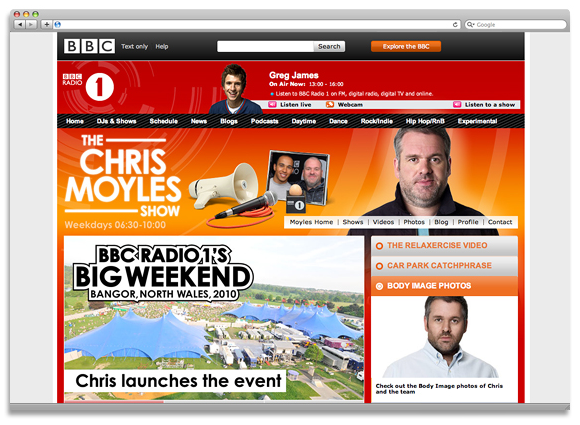 Google
BBC Text only Help Search Explore the BBC
BBC RADIO 1
Greg James
On Air Now: 13:00 - 16:00
Listen to BBC Radio 1 on FM, digital radio, digital TV and online.
Listen live Webcam Listen to a show
Home DJs & Shows Schedule News Blogs Podcasts Daytime Dance Rock/Indie Hip Hop/RnB Experimental
THE
CHRIS
MOYLES
SHOW
Weekdays 06:30-10:00
1
Moyles Home | Shows | Videos | Photos | Blog | Profile | Contact
BBC RADIO 1'S
BIG WEEKEND
BANGOR, NORTH WALES, 2010
Chris launches the event
THE RELAXERCISE VIDEO
CAR PARK CATCHPHRASE
BODY IMAGE PHOTOS
Check out the Body Image photos of Chris
and the team